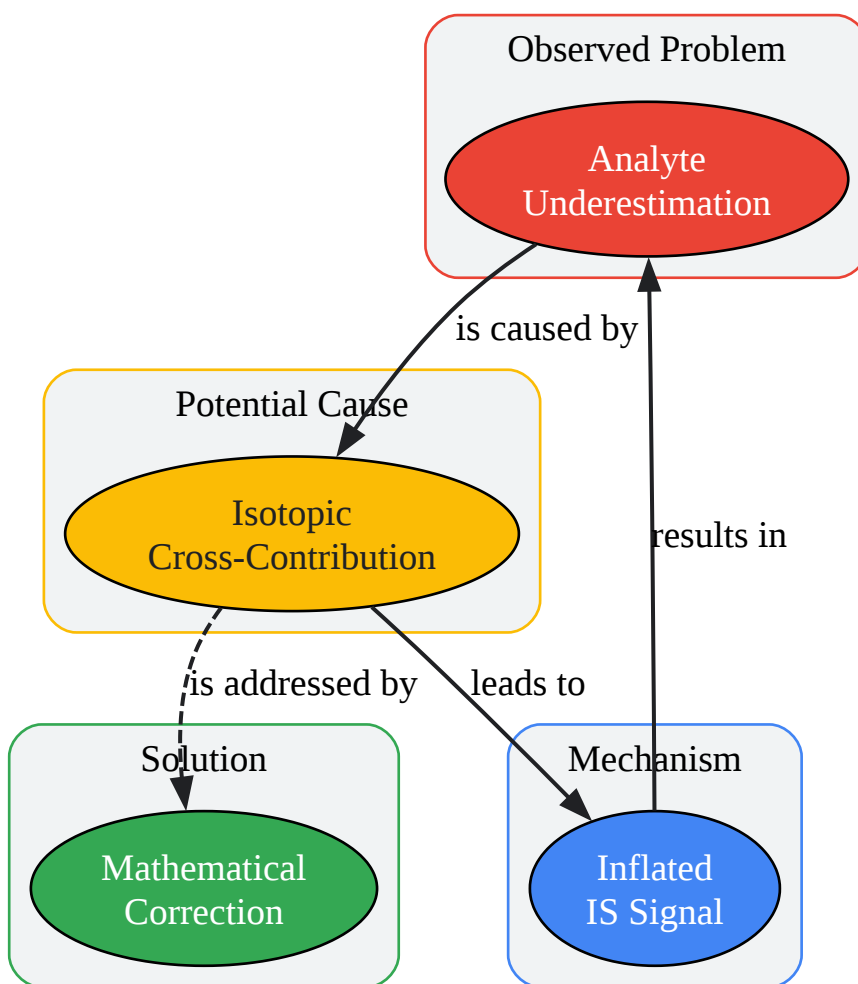 Observed Problem
Analyte
Underestimation
is caused by
Potential Cause
Isotopic
Cross-Contribution
results in
is addressed by
leads to
Solution
Mechanism
Mathematical
Correction
Inflated
IS Signal